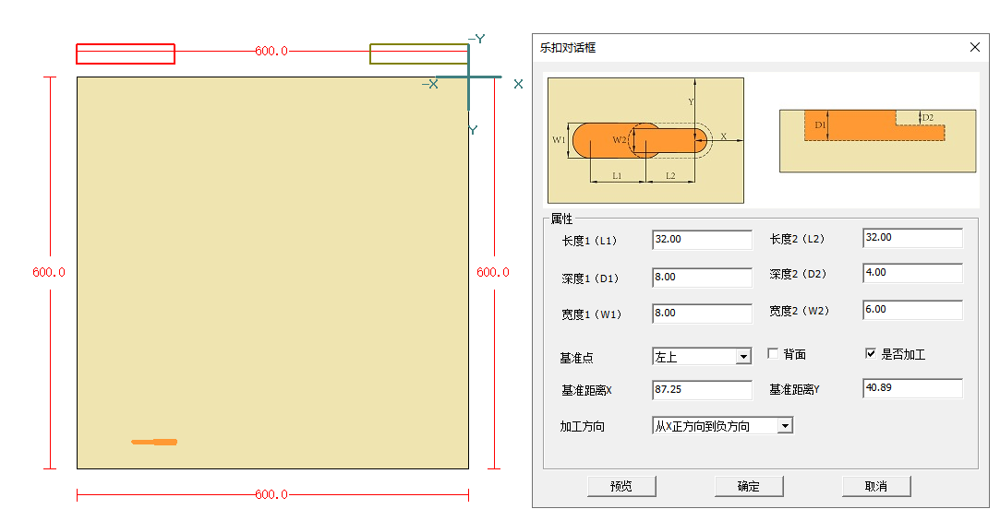 600.0
-Y
-X
X
Y
600.0
600.0
600.0
乐扣对话框
Y
W1
W2
X
L1
L2
D1
D2
属性
长度1（L1）
32.00
长度2（L2）
32.00
深度1（D1）
8.00
深度2（D2）
4.00
宽度1（W1）
8.00
宽度2（W2）
6.00
基准点
左上
背面
是否加工
基准距离X
87.25
基准距离Y
40.89
加工方向
从X正方向到负方向
预览
确定
取消